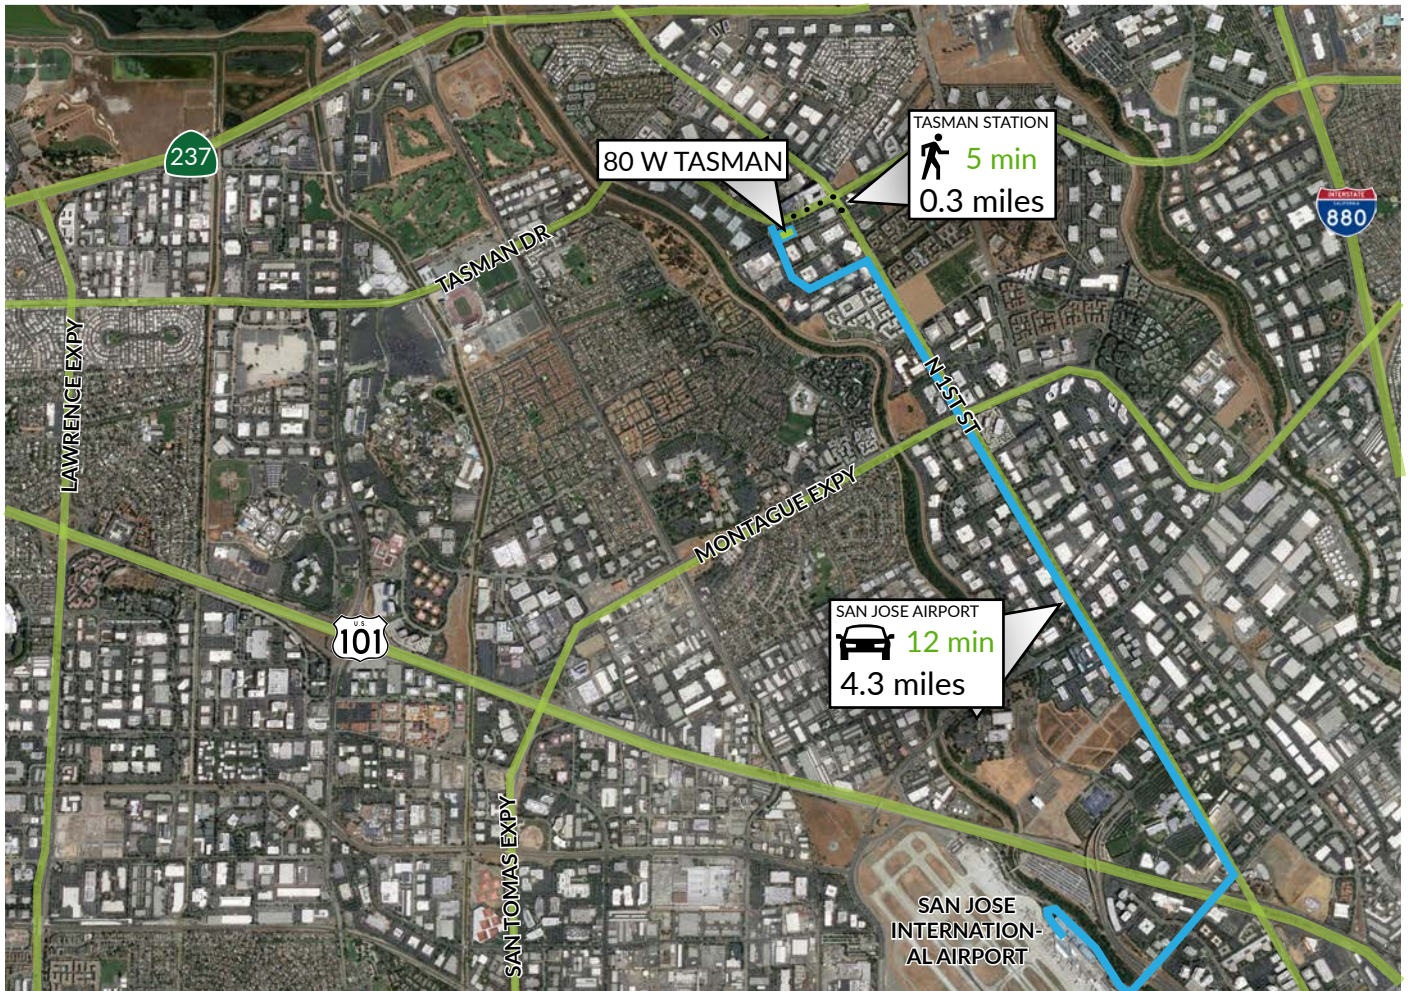 237
80 W TASMAN
TASMAN STATION
5 min
0.3 miles
INTERSTATE
CALIFORNIA
880
TASMAN DR
LAWRENCE EXPY
N 1ST ST
MONTAGUE EXPY
U.S.
101
SAN JOSE AIRPORT
12 min
4.3 miles
SAN TOMAS EXPY
SAN JOSE
INTERNATION-
AL AIRPORT